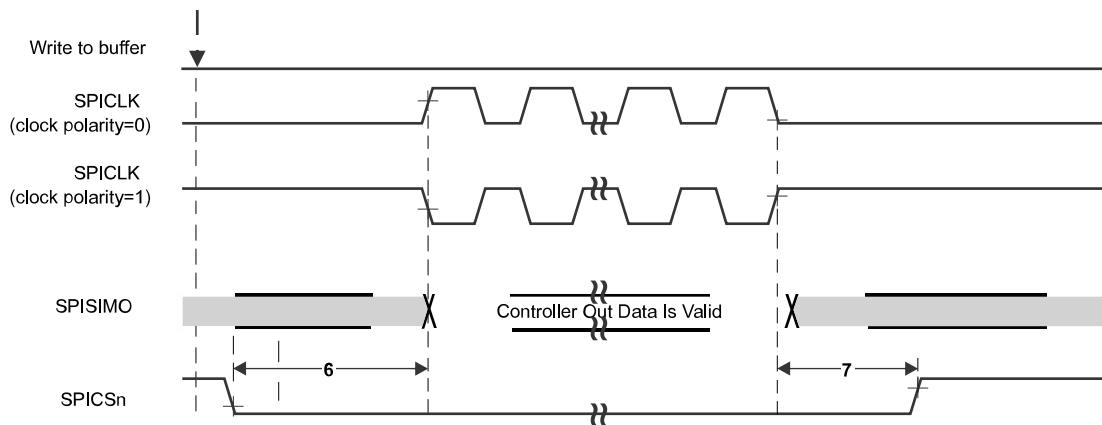 Write to buffer
SPICLK
(clock polarity=0)
SPICLK
(clock polarity=1)
SPISIMO
Controller Out Data Is Valid
6
7
SPICSn